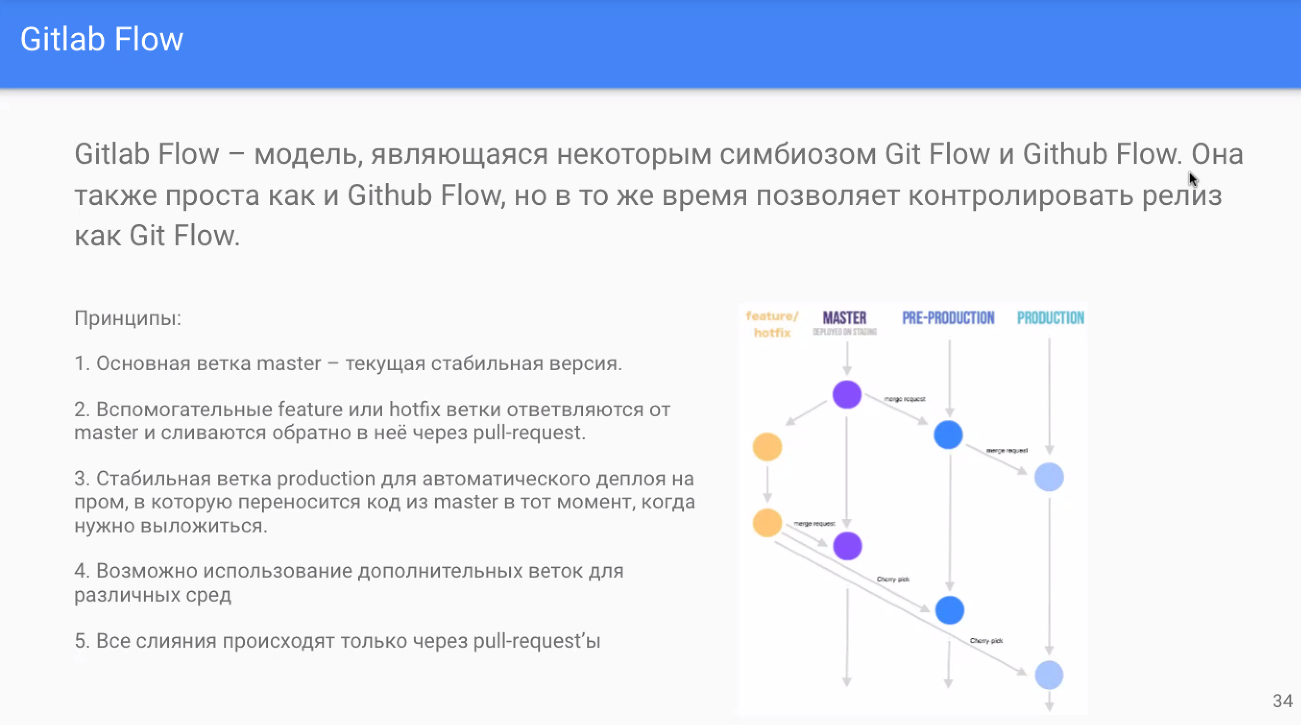 Gitlab Flow
Gitlab Flow – модель, являющаяся некоторым симбиозом Git Flow и Github Flow. Она
также проста как и Github Flow, но в то же время позволяет контролировать релиз
как Git Flow.
Принципы:
1. Основная ветка master – текущая стабильная версия.
2. Вспомогательные feature или hotfix ветки ответвляются от
master и сливаются обратно в неё через pull-request.
3. Стабильная ветка production для автоматического деплоя на
пром, в которую переносится код из master в тот момент, когда
нужно выложиться.
4. Возможно использование дополнительных веток для
различных сред
5. Все слияния происходят только через pull-request’ы
feature/
hotfix
MASTER
DEPLOYED ON STAGING
PRE-PRODUCTION
PRODUCTION
merge request
merge request
merge request
Cherry-pick
Cherry-pick
34